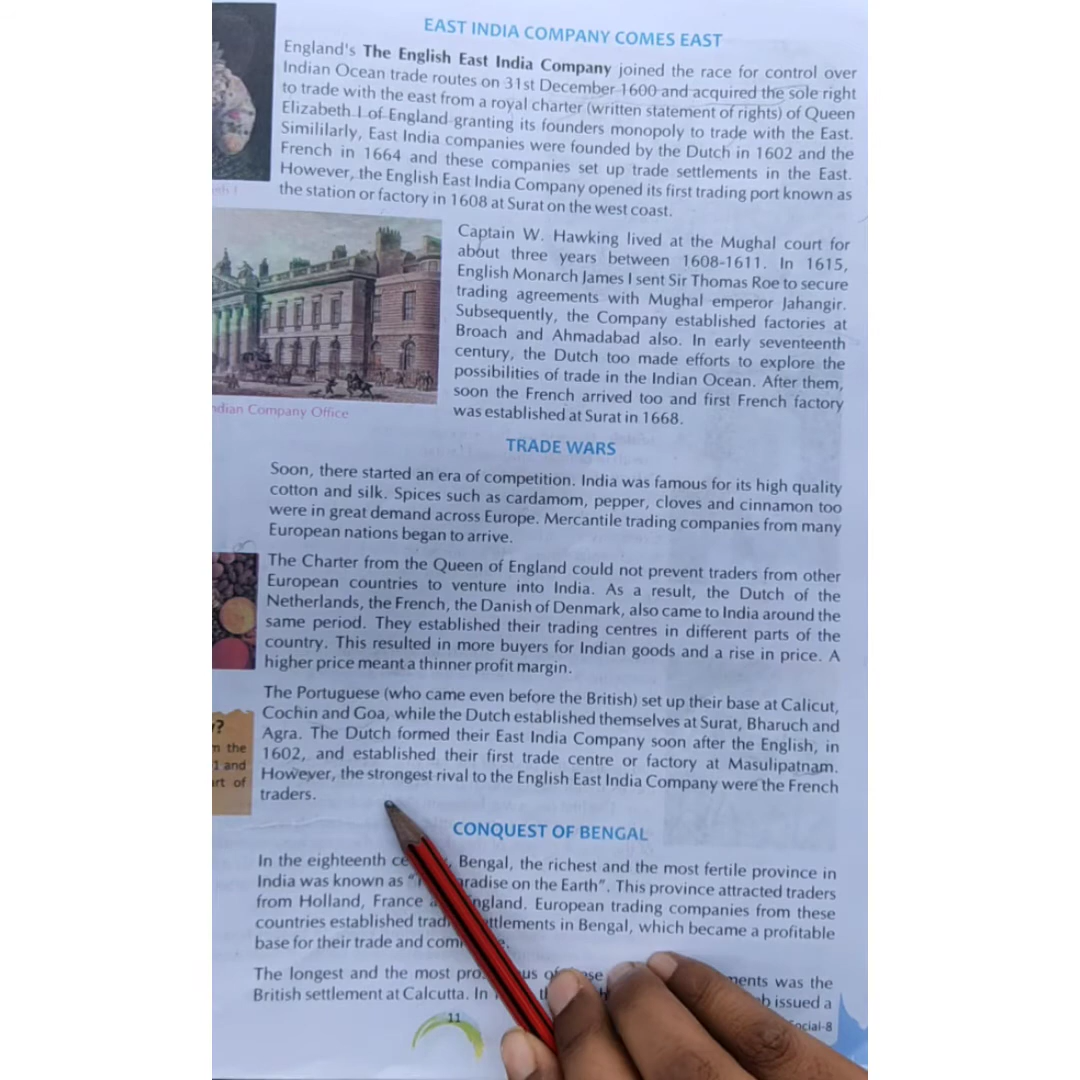 EAST INDIA COMPANY COMES EAST
England's The English East India Company joined the race for control over
Indian Ocean trade routes on 31st December 1600 and acquired the sole right
to trade with the east from a royal charter (written statement of rights) of Queen
Elizabeth I of England granting its founders monopoly to trade with the East.
Simililarly, East India companies were founded by the Dutch in 1602 and the
French in 1664 and these companies set up trade settlements in the East.
However, the English East India Company opened its first trading port known as
the station or factory in 1608 at Surat on the west coast.
Captain W. Hawking lived at the Mughal court for
about three years between 1608-1611. In 1615,
English Monarch James I sent Sir Thomas Roe to secure
trading agreements with Mughal emperor Jahangir.
Subsequently, the Company established factories at
Broach and Ahmadabad also. In early seventeenth
century, the Dutch too made efforts to explore the
possibilities of trade in the Indian Ocean. After them,
soon the French arrived too and first French factory
was established at Surat in 1668.
ndian Company Office
TRADE WARS
Soon, there started an era of competition. India was famous for its high quality
cotton and silk. Spices such as cardamom, pepper, cloves and cinnamon too
were in great demand across Europe. Mercantile trading companies from many
European nations began to arrive.
The Charter from the Queen of England could not prevent traders from other
European countries to venture into India. As a result, the Dutch of the
Netherlands, the French, the Danish of Denmark, also came to India around the
same period. They established their trading centres in different parts of the
country. This resulted in more buyers for Indian goods and a rise in price. A
higher price meant a thinner profit margin.
The Portuguese (who came even before the British) set up their base at Calicut,
Cochin and Goa, while the Dutch established themselves at Surat, Bharuch and
Agra. The Dutch formed their East India Company soon after the English, in
1602, and established their first trade centre or factory at Masulipatnam.
However, the strongest rival to the English East India Company were the French
traders.
?
n the
1 and
art of
CONQUEST OF BENGAL
In the eighteenth ce Bengal, the richest and the most fertile province in
India was known as " aradise on the Earth". This province attracted traders
from Holland, France a ngland. European trading companies from these
countries established trad ttlements in Bengal, which became a profitable
base for their trade and com e.
The longest and the most pro us of ese ments was the
British settlement at Calcutta. In b issued a
11
ocial-8